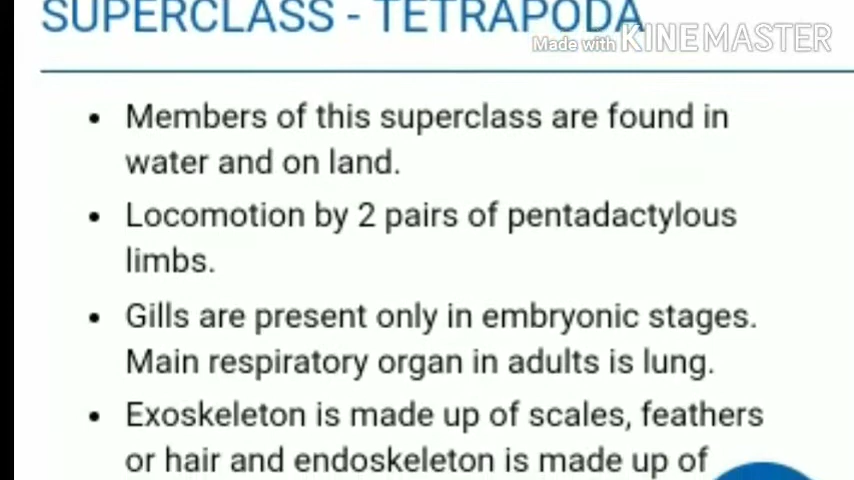 SUPERCLASS - TETRAPODA
Made with KINEMASTER
• Members of this superclass are found in
water and on land.
• Locomotion by 2 pairs of pentadactylous
limbs.
• Gills are present only in embryonic stages.
Main respiratory organ in adults is lung.
• Exoskeleton is made up of scales, feathers
or hair and endoskeleton is made up of